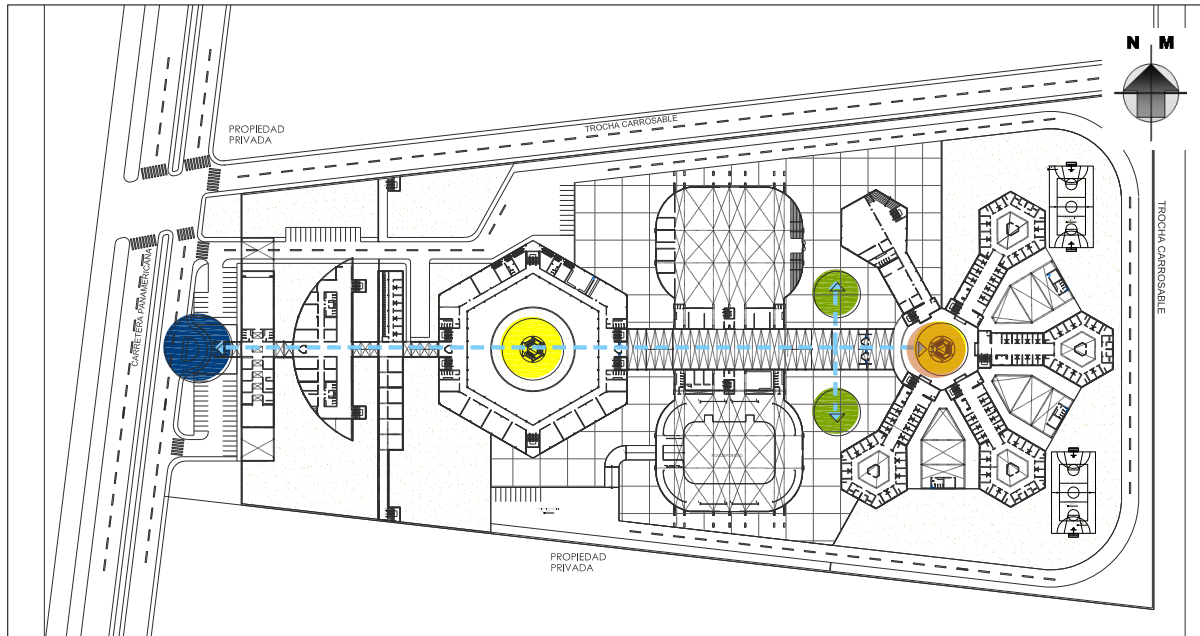 N M
PROPIEDAD
PRIVADA
TROCHA CARROSABLE
TROCHA CARROSABLE
CARRETERA PANAMERICANA
PROPIEDAD
PRIVADA